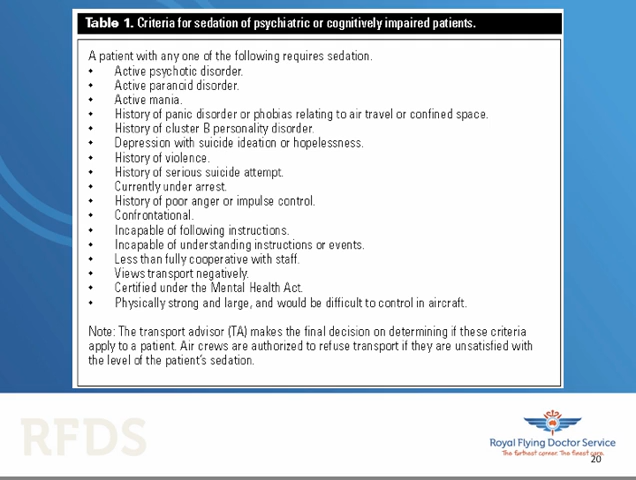 Table 1. Criteria for sedation of psychiatric or cognitively impaired patients.
A patient with any one of the following requires sedation.
• Active psychotic disorder.
• Active paranoid disorder.
• Active mania.
• History of panic disorder or phobias relating to air travel or confined space.
• History of cluster B personality disorder.
• Depression with suicide ideation or hopelessness.
• History of violence.
• History of serious suicide attempt.
• Currently under arrest.
• History of poor anger or impulse control.
• Confrontational.
• Incapable of following instructions.
• Incapable of understanding instructions or events.
• Less than fully cooperative with staff.
• Views transport negatively.
• Certified under the Mental Health Act.
• Physically strong and large, and would be difficult to control in aircraft.
Note: The transport advisor (TA) makes the final decision on determining if these criteria
apply to a patient. Air crews are authorized to refuse transport if they are unsatisfied with
the level of the patient's sedation.
RFDS
Royal Flying Doctor Service
The furthest corner. The finest care.
20